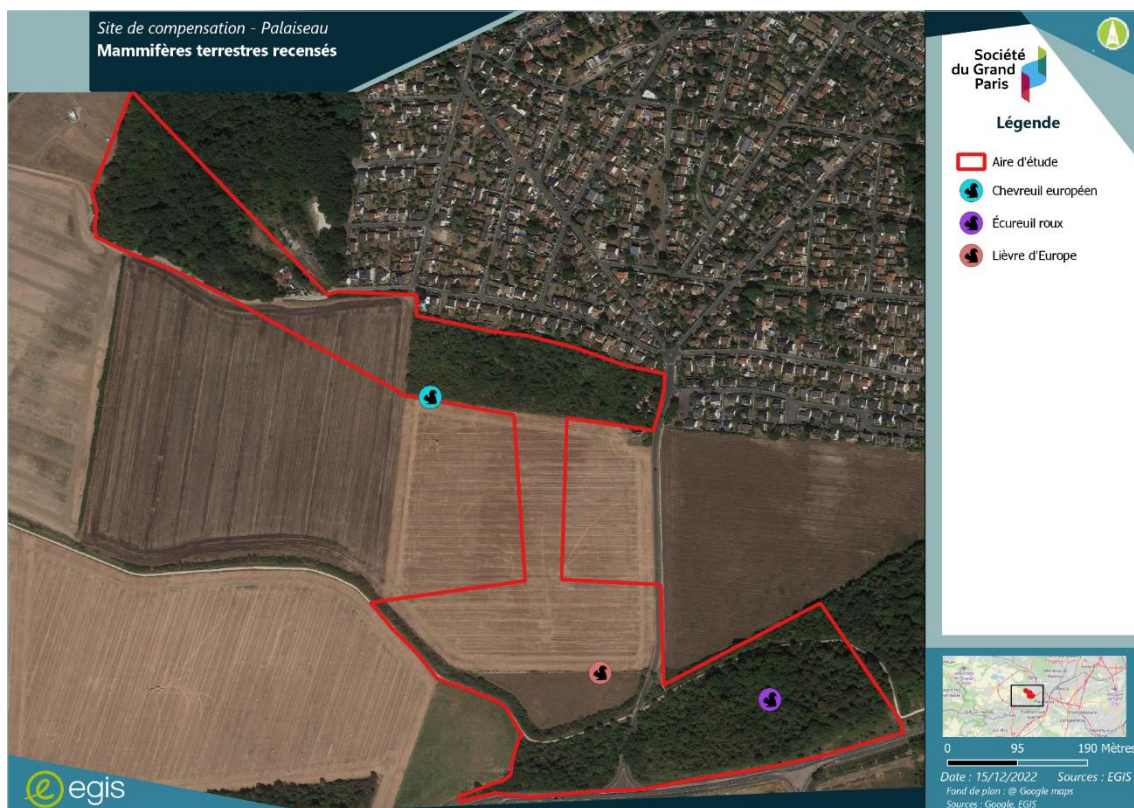 Site de compensation - Palaiseau
Mammifères terrestres recensés
Société
du Grand
Paris
Légende
Aire d'étude
Chevreuil européen
Écureuil roux
Lièvre d'Europe
0 95 190 Mètres
Date : 15/12/2022 Sources : EGIS
Fond de plan : @ Google maps
Sources : Google, EGIS
egis